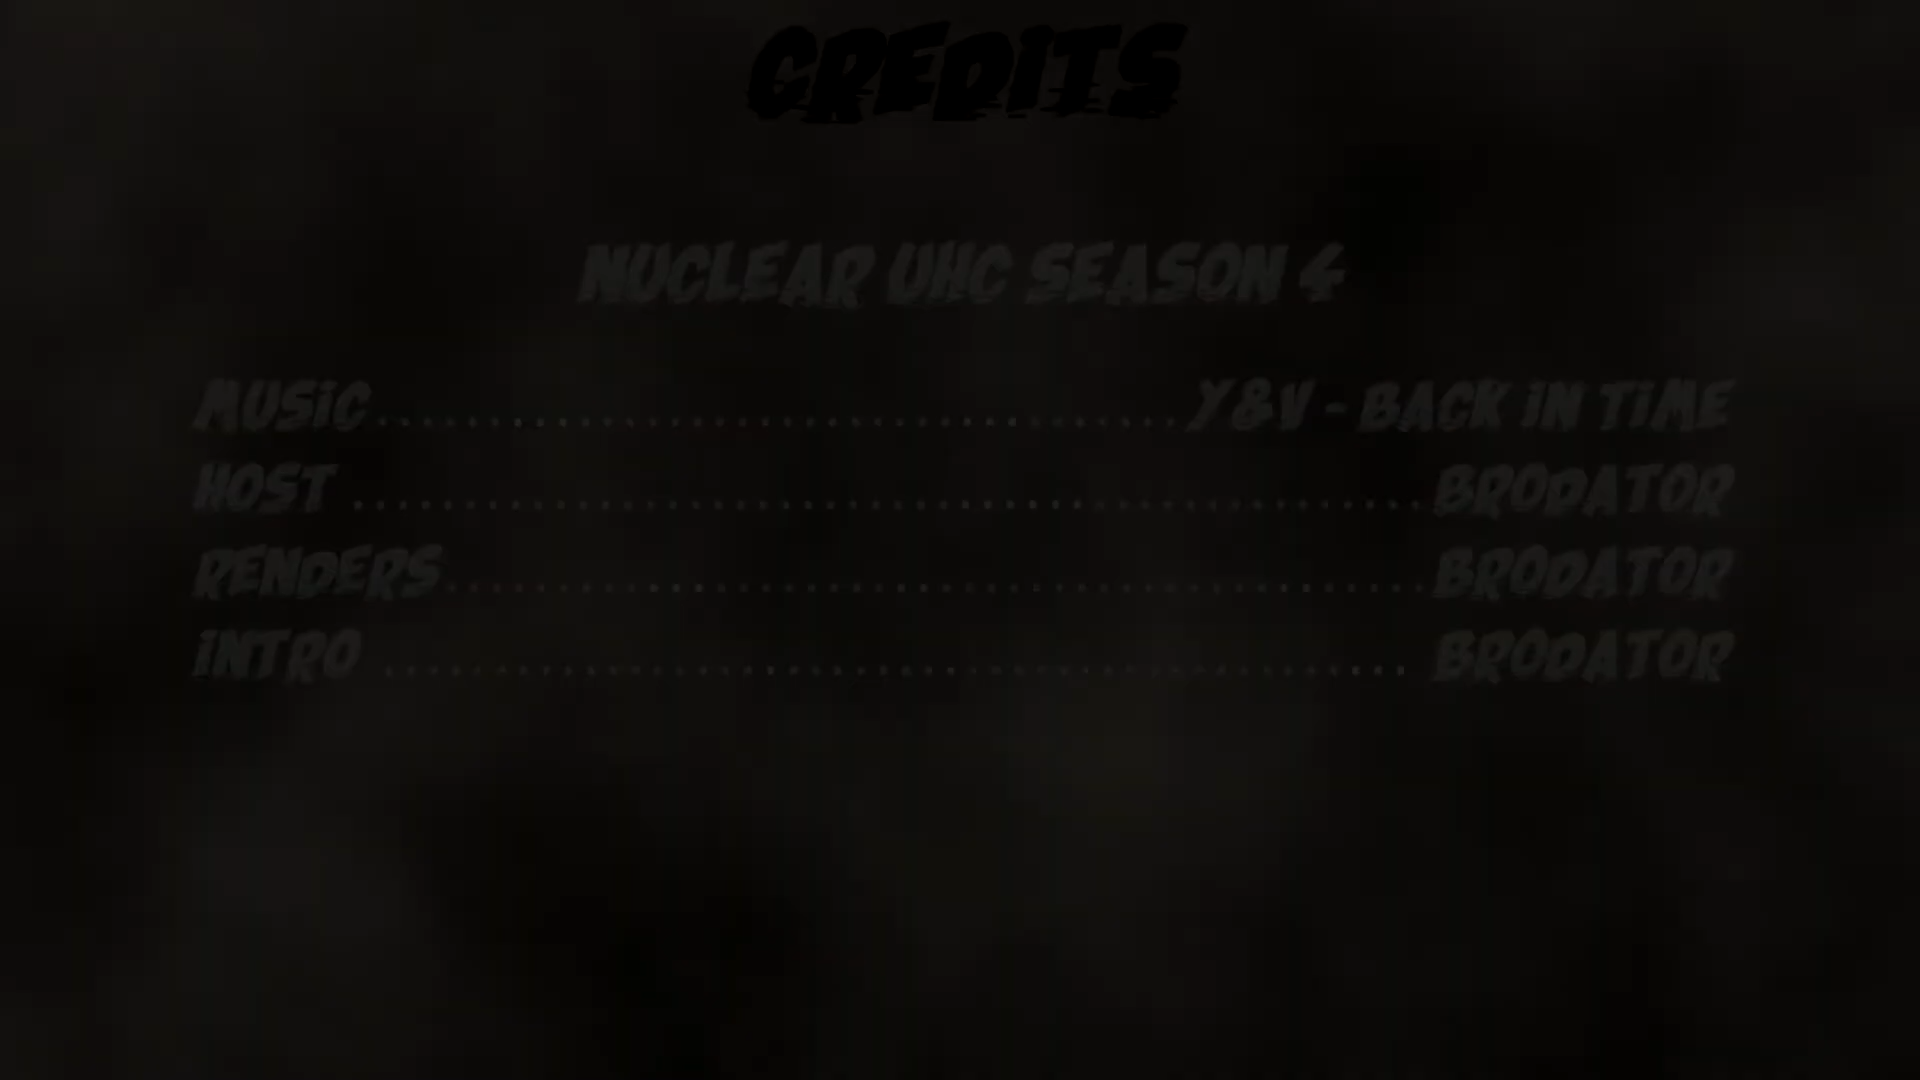 CREDITS
NUCLEAR UHC SEASON 4
MUSIC...................................Y&V - BACK IN TIME
HOST ...............................................BRODATOR
RENDERS...........................................BRODATOR
INTRO .............................................. BRODATOR